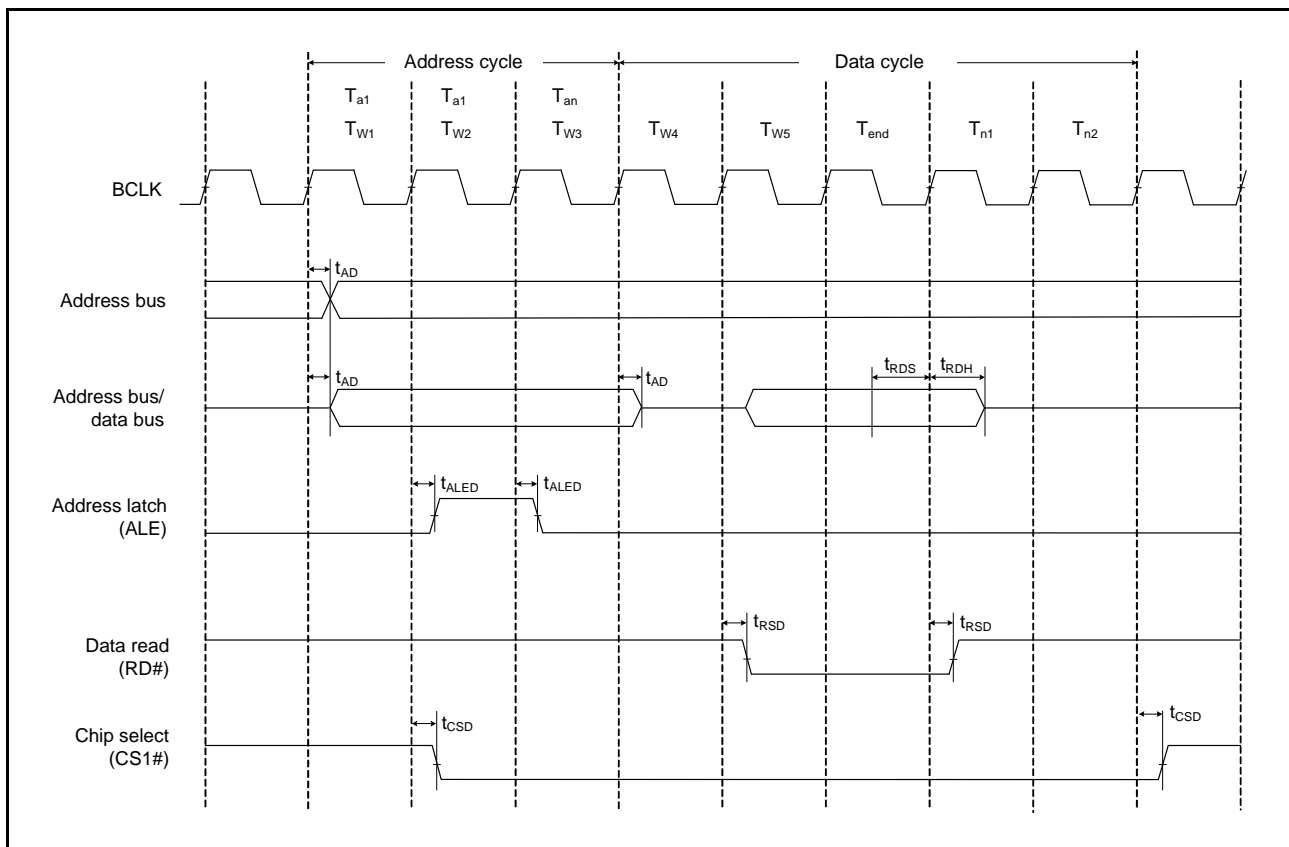 Address cycle Data cycle
Ta1 Ta1 Tan
TW1 TW2 TW3 TW4 TW5 Tend Tn1 Tn2
BCLK
tAD
Address bus
tRDS tRDH
tAD tAD
Address bus/
data bus
tALED tALED
Address latch
(ALE)
tRSD tRSD
Data read
(RD#)
tCSD tCSD
Chip select
(CS1#)